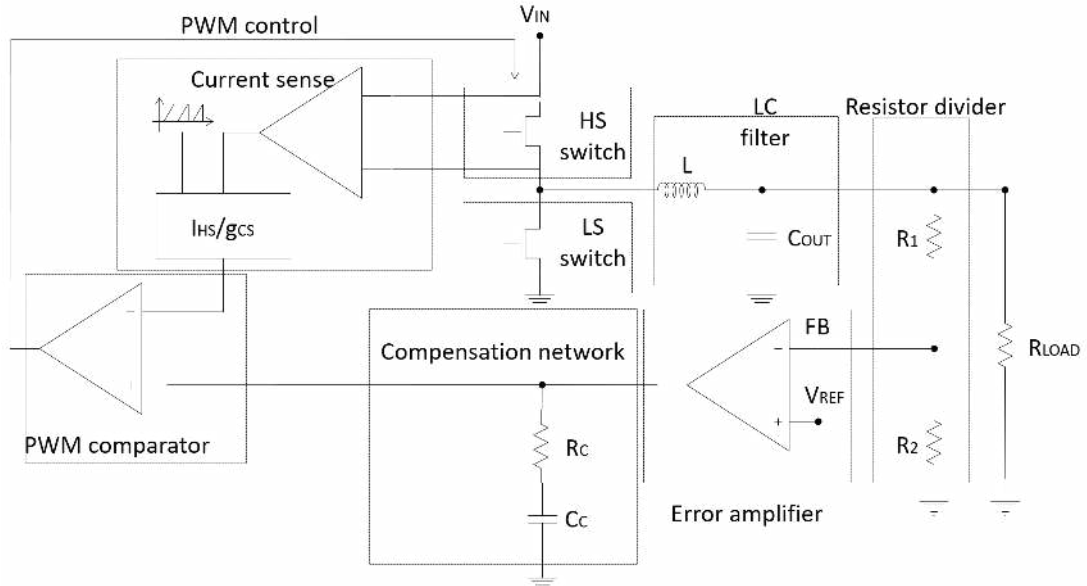 VIN
PWM control
Current sense
HS
switch
LC
filter
Resistor divider
L
IHS/gCS
LS
switch
COUT
R1
FB
RLOAD
Compensation network
VREF
PWM comparator
RC
R2
CC
Error amplifier